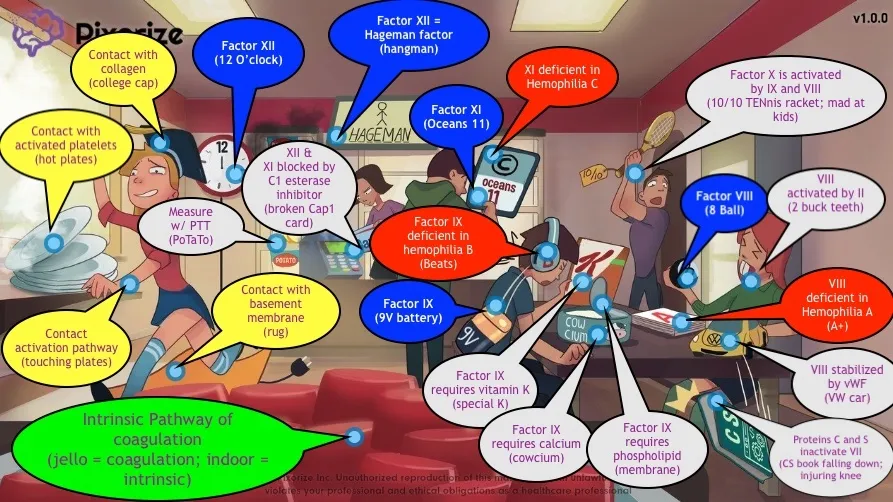 Pixorize
v1.0.0
Contact with
collagen
(college cap)
Factor XII
(12 O'clock)
Factor XII =
Hageman factor
(hangman)
XI deficient in
Hemophilia C
Factor X is activated
by IX and VIII
(10/10 TENnis racket; mad at
kids)
Contact with
activated platelets
(hot plates)
12
HAGEMAN
Factor XI
(Oceans 11)
C
OCEANS
11
10/10
XII &
XI blocked by
C1 esterase
inhibitor
(broken Cap1
card)
Measure
w/ PTT
(PoTaTo)
POTATO
Factor IX
deficient in
hemophilia B
(Beats)
Factor VIII
(8 Ball)
VIII
activated by II
(2 buck teeth)
Contact
activation pathway
(touching plates)
Contact with
basement
membrane
(rug)
Factor IX
(9V battery)
9V
K
COW
CIUM
A
VW
VIII
deficient in
Hemophilia A
(A+)
Factor IX
requires vitamin K
(special K)
Factor IX
requires calcium
(cowcium)
Factor IX
requires
phospholipid
(membrane)
VIII stabilized
by vWF
(VW car)
CS
Proteins C and S
inactivate VII
(CS book falling down;
injuring knee
Intrinsic Pathway of
coagulation
(jello = coagulation; indoor =
intrinsic)
Pixorize Inc. Unauthorized reproduction of this
violates your professional and ethical obligations as a healthcare professional